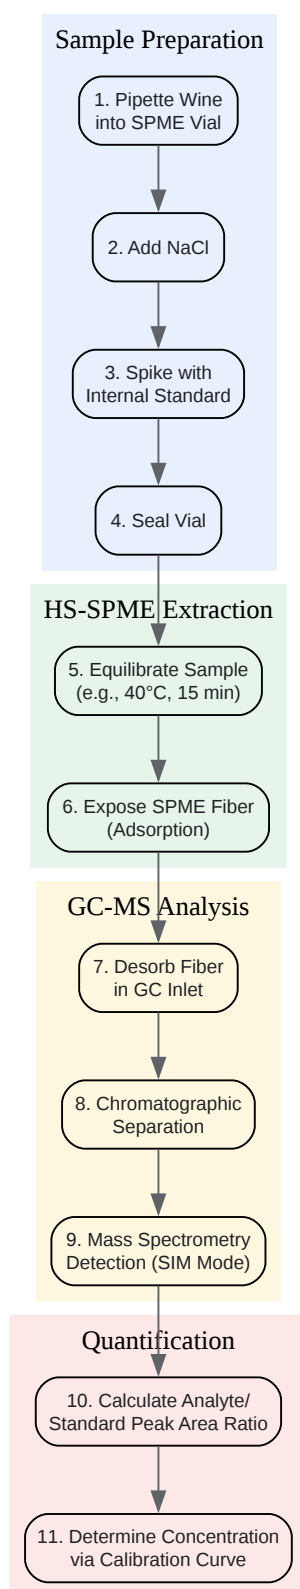 Sample Preparation
1. Pipette Wine
into SPME Vial
2. Add NaCl
3. Spike with
Internal Standard
4. Seal Vial
HS-SPME Extraction
5. Equilibrate Sample
(e.g., 40°C, 15 min)
6. Expose SPME Fiber
(Adsorption)
GC-MS Analysis
7. Desorb Fiber
in GC Inlet
8. Chromatographic
Separation
9. Mass Spectrometry
Detection (SIM Mode)
Quantification
10. Calculate Analyte/
Standard Peak Area Ratio
11. Determine Concentration
via Calibration Curve